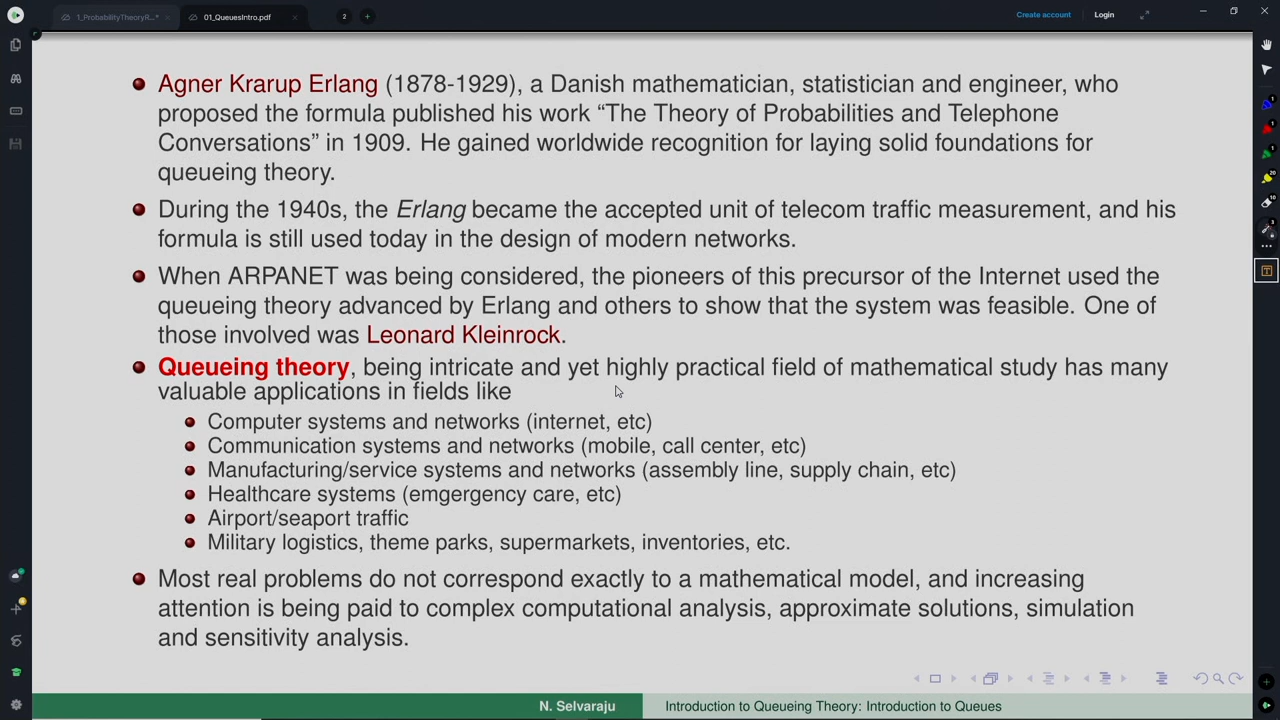 1_ProbabilityTheoryR...*
01_QueuesIntro.pdf
2
Create account
Login
Agner Krarup Erlang (1878-1929), a Danish mathematician, statistician and engineer, who
proposed the formula published his work “The Theory of Probabilities and Telephone
Conversations” in 1909. He gained worldwide recognition for laying solid foundations for
queueing theory.
During the 1940s, the Erlang became the accepted unit of telecom traffic measurement, and his
formula is still used today in the design of modern networks.
When ARPANET was being considered, the pioneers of this precursor of the Internet used the
queueing theory advanced by Erlang and others to show that the system was feasible. One of
those involved was Leonard Kleinrock.
Queueing theory, being intricate and yet highly practical field of mathematical study has many
valuable applications in fields like
Computer systems and networks (internet, etc)
Communication systems and networks (mobile, call center, etc)
Manufacturing/service systems and networks (assembly line, supply chain, etc)
Healthcare systems (emgergency care, etc)
Airport/seaport traffic
Military logistics, theme parks, supermarkets, inventories, etc.
Most real problems do not correspond exactly to a mathematical model, and increasing
attention is being paid to complex computational analysis, approximate solutions, simulation
and sensitivity analysis.
N. Selvaraju
Introduction to Queueing Theory: Introduction to Queues